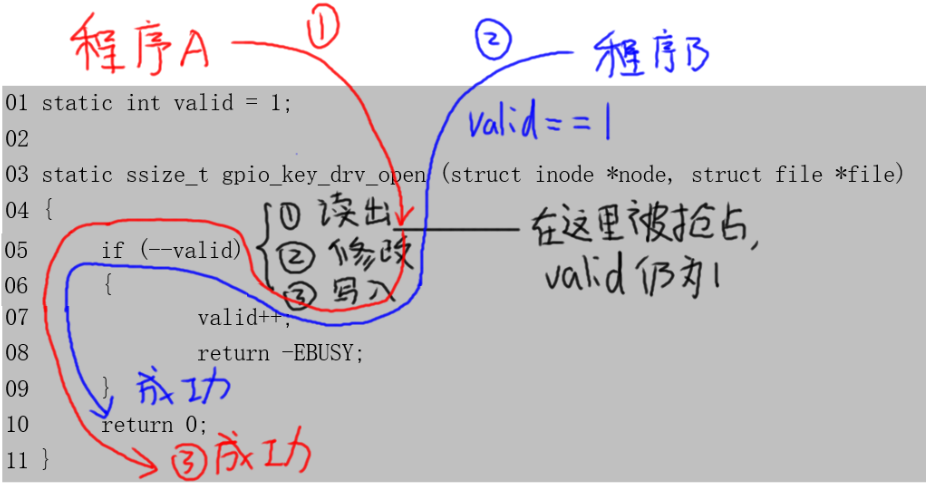 程序A
①
②
程序B
01 static int valid = 1;
valid==1
02
03 static ssize_t gpio_key_drv_open (struct inode *node, struct file *file)
04 {
① 读出
在这里被抢占,
05 if (--valid)
② 修改
valid仍为1
06 {
③ 写入
07 valid++;
08 return -EBUSY;
09 }
成功
10 return 0;
③成功
11 }